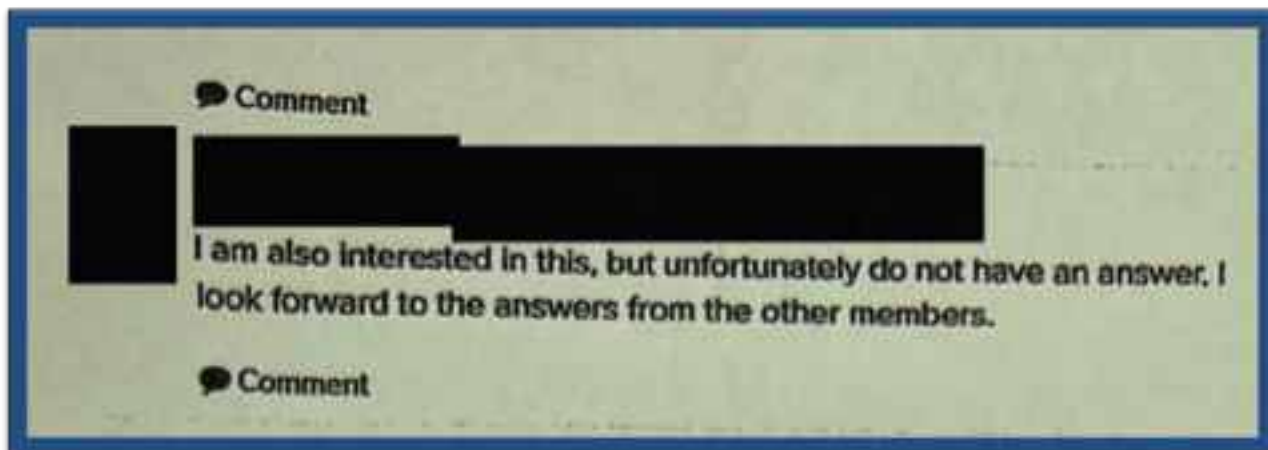 Comment
I am also interested in this, but unfortunately do not have an answer. I
look forward to the answers from the other members.
Comment